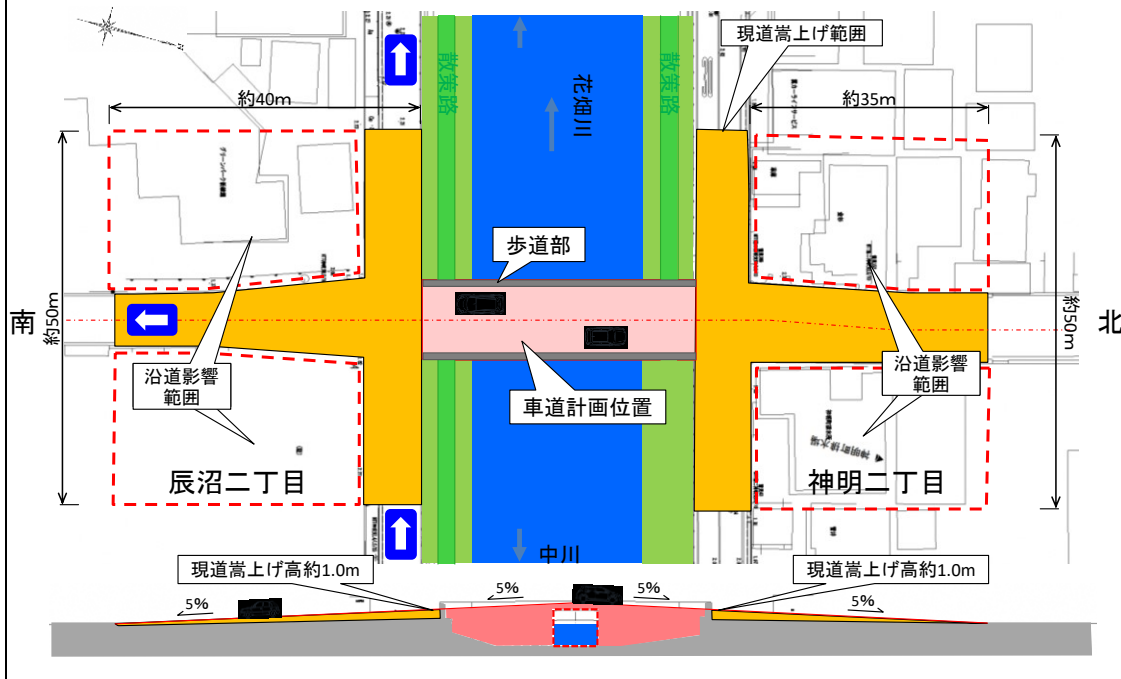 現道嵩上げ範囲
散策路
花畑川
散策路
約40m
約35m
歩道部
南
約50m
約50m
北
沿道影響
範囲
車道計画位置
沿道影響
範囲
辰沼二丁目
神明二丁目
中川
現道嵩上げ高約1.0m
現道嵩上げ高約1.0m
5%
5%
5%
5%